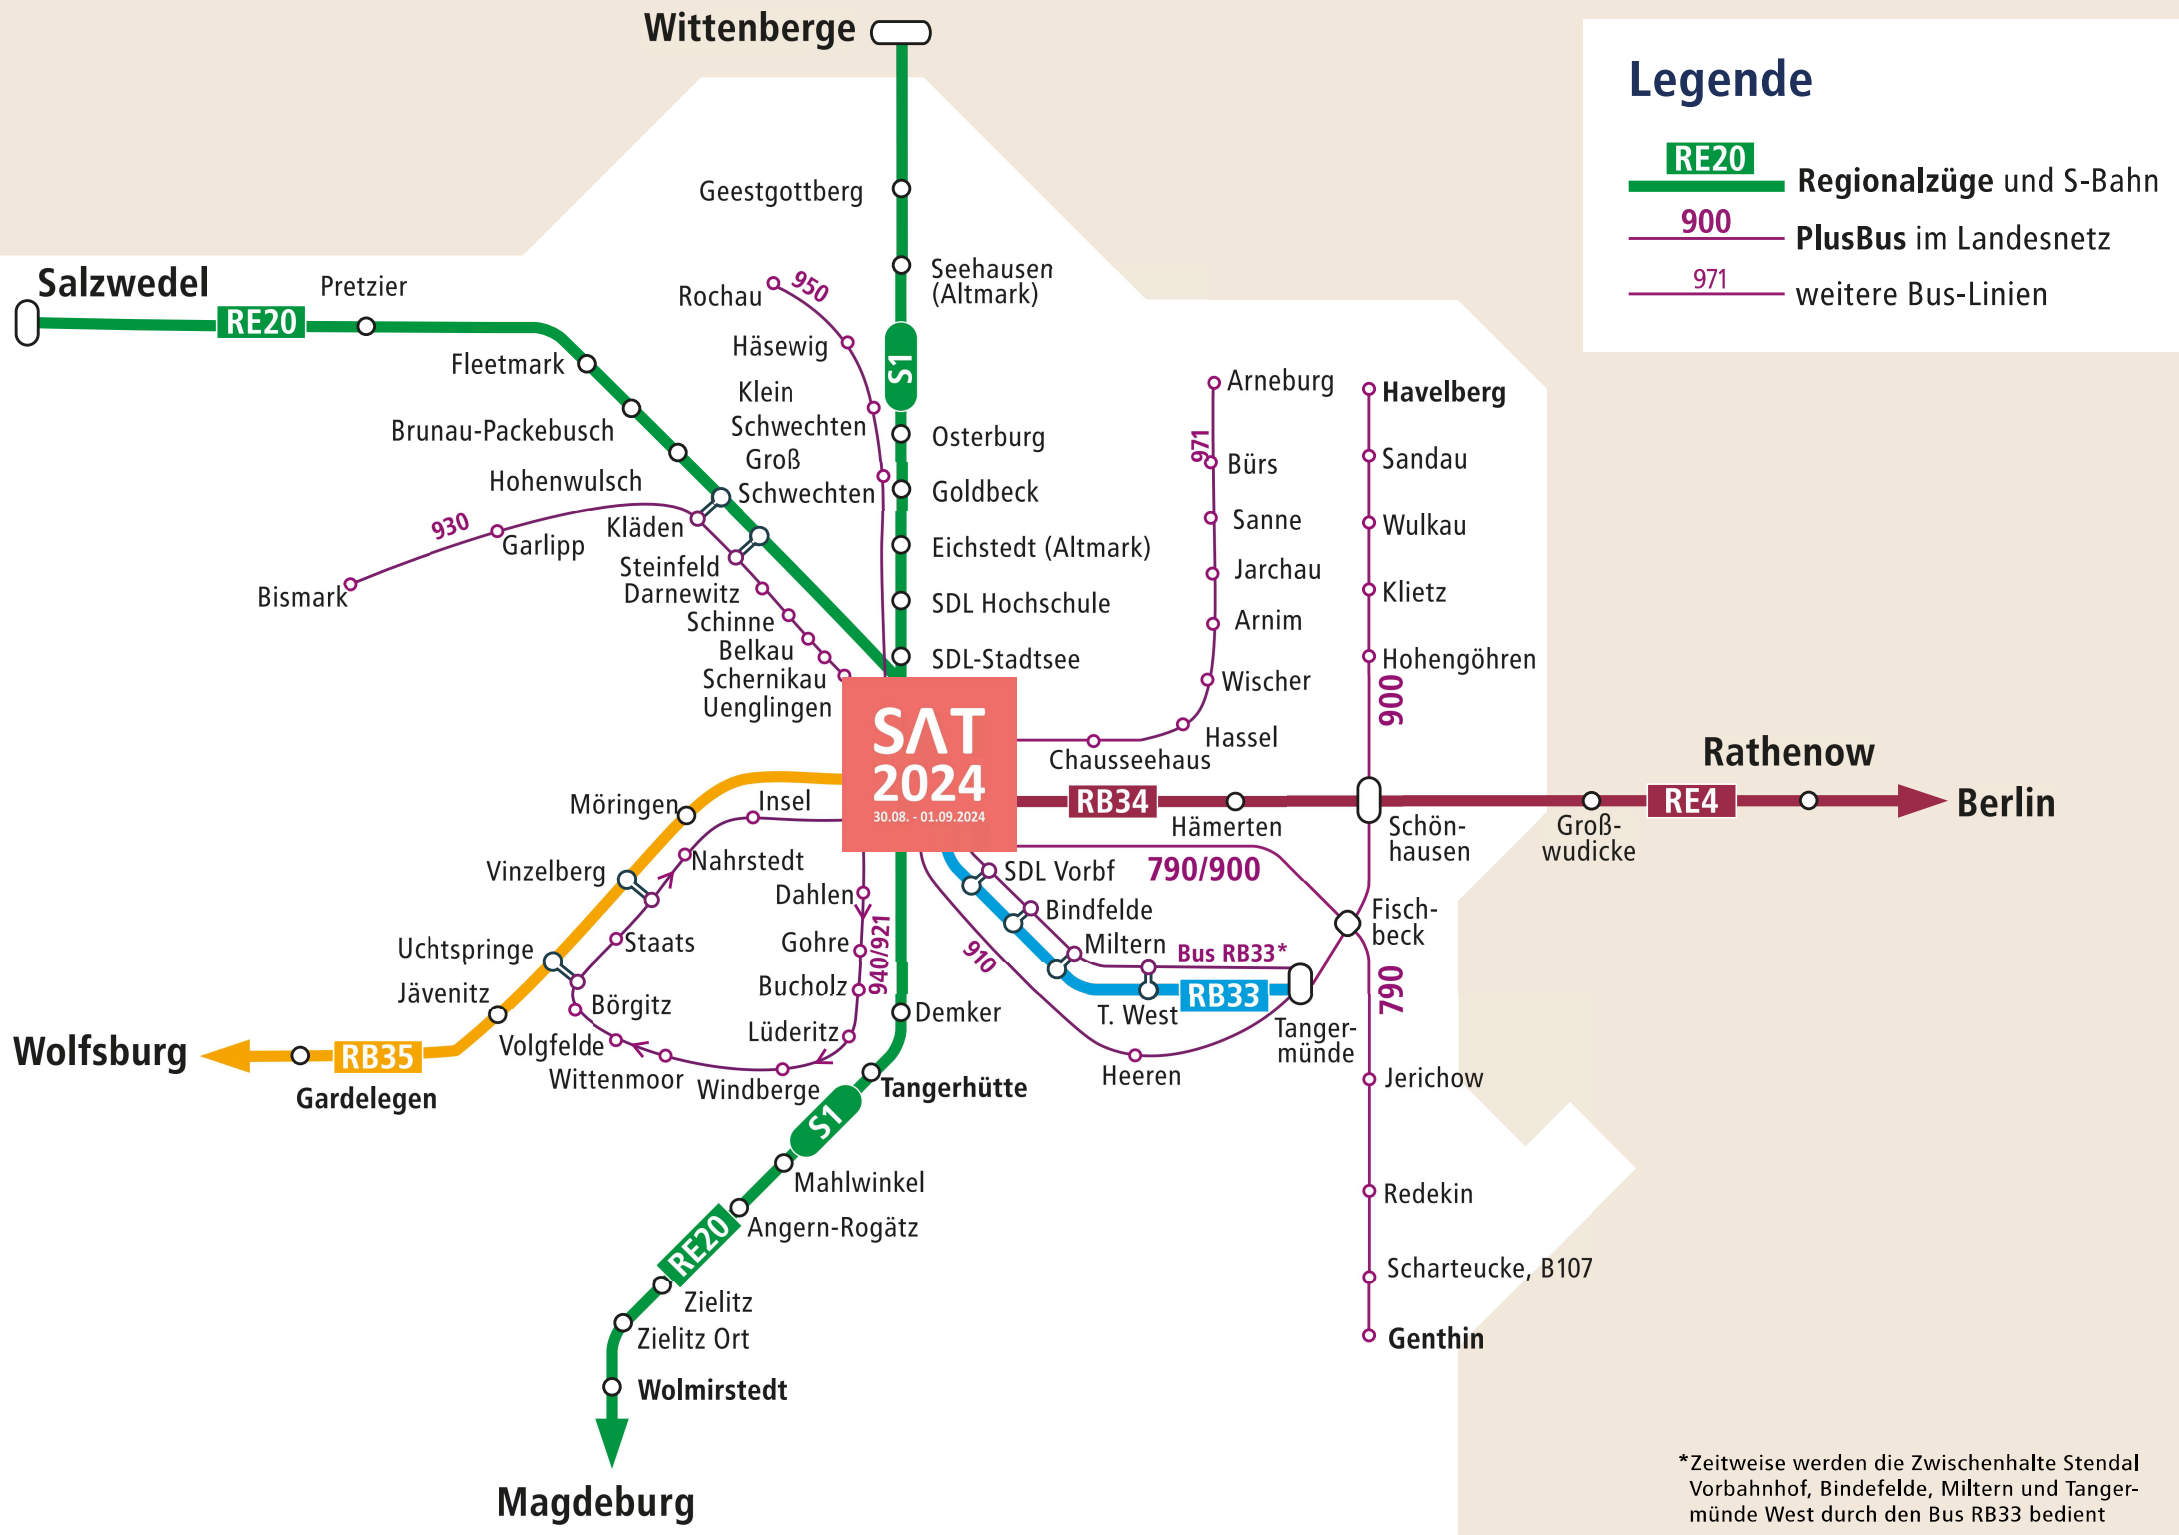 Wittenberge
Legende
RE20
Regionalzüge und S-Bahn
900
PlusBus im Landesnetz
971
weitere Bus-Linien
Geestgottberg
Seehausen
(Altmark)
S1
Osterburg
Goldbeck
Eichstedt (Altmark)
SDL Hochschule
SDL-Stadtsee
Salzwedel
RE20
Pretzier
Fleetmark
Brunau-Packebusch
Hohenwulsch
Kläden
Steinfeld
Darnewitz
Schinne
Belkau
Schernikau
Uenglingen
930
Garlipp
Bismark
950
Rochau
Häsewig
Klein
Schwechten
Groß
Schwechten
Arneburg
971
Bürs
Sanne
Jarchau
Arnim
Wischer
Hassel
Chausseehaus
Havelberg
Sandau
Wulkau
Klietz
Hohengöhren
900
SΛT
2024
30.08. - 01.09.2024
RB34
Hämerten
Schön-
hausen
Groß-
wudicke
RE4
Rathenow
Berlin
790/900
Fisch-
beck
790
Jerichow
Redekin
Scharteucke, B107
Genthin
SDL Vorbf
Bindfelde
Miltern
Bus RB33*
T. West
RB33
Tanger-
münde
910
Heeren
Möringen
Vinzelberg
Uchtspringe
Jävenitz
RB35
Gardelegen
Wolfsburg
Insel
Nahrstedt
Staats
Börgitz
Volgfelde
Wittenmoor
Windberge
Lüderitz
Bucholz
Gohre
Dahlen
940/921
Demker
Tangerhütte
S1
Mahlwinkel
Angern-Rogätz
RE20
Zielitz
Zielitz Ort
Wolmirstedt
Magdeburg
*Zeitweise werden die Zwischenhalte Stendal
Vorbahnhof, Bindefelde, Miltern und Tanger-
münde West durch den Bus RB33 bedient